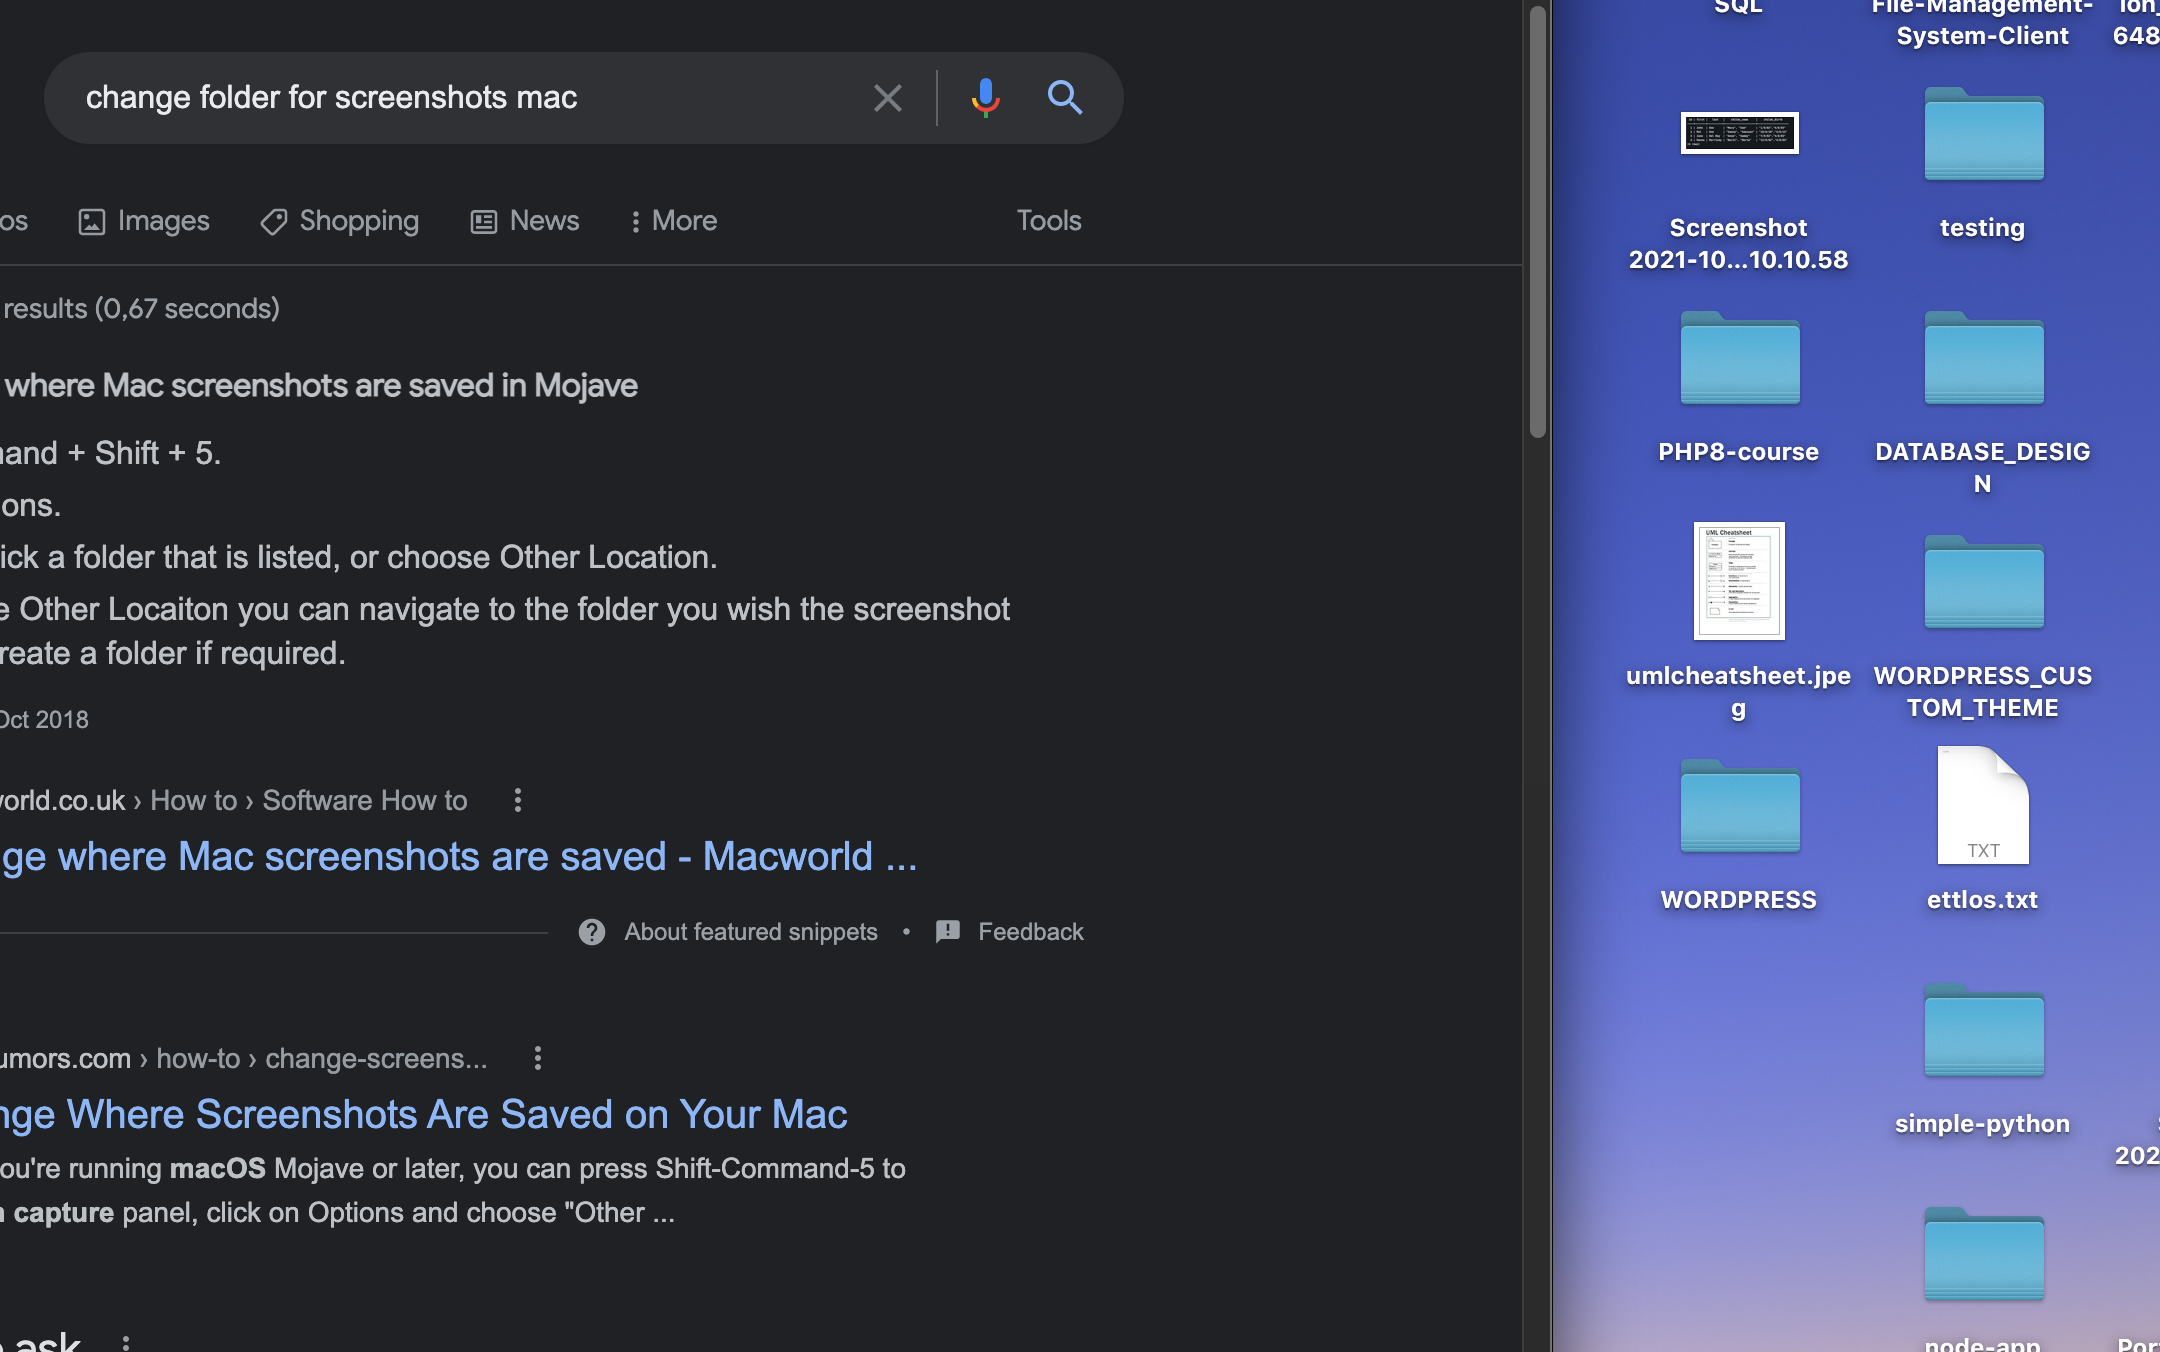 change folder for screenshots mac
os Images Shopping News More Tools
results (0,67 seconds)
where Mac screenshots are saved in Mojave
and + Shift + 5.
ons.
ick a folder that is listed, or choose Other Location.
e Other Locaiton you can navigate to the folder you wish the screenshot
reate a folder if required.
Oct 2018
orld.co.uk › How to › Software How to
ge where Mac screenshots are saved - Macworld ...
About featured snippets • Feedback
umors.com › how-to › change-screens...
nge Where Screenshots Are Saved on Your Mac
ou're running macOS Mojave or later, you can press Shift-Command-5 to
capture panel, click on Options and choose "Other ...
ask
SQL
File-Management-
System-Client
648
Screenshot
2021-10...10.10.58
testing
PHP8-course
DATABASE_DESIG
N
UML Cheatsheet
umlcheatsheet.jpe
g
WORDPRESS_CUS
TOM_THEME
WORDPRESS
TXT
ettlos.txt
simple-python
202
node-app
Por